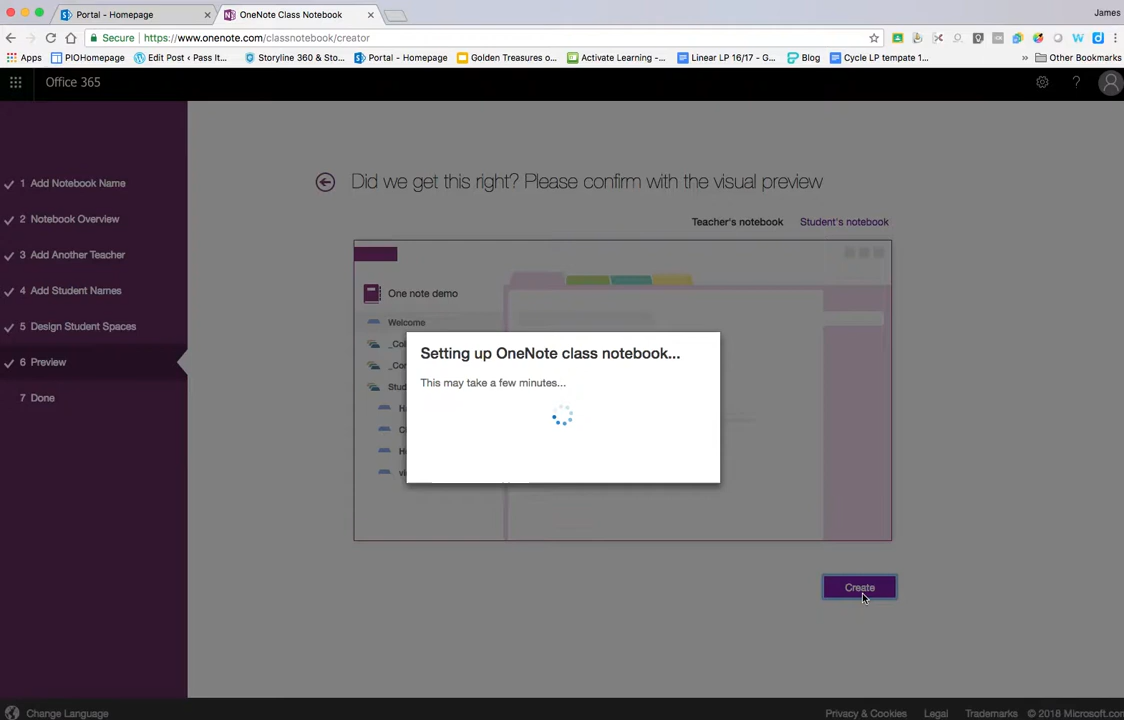 Portal - Homepage
OneNote Class Notebook
James
Secure
https://www.onenote.com/classnotebook/creator
Apps
PIOHomepage
Edit Post ‹ Pass It...
Storyline 360 & Sto...
Portal - Homepage
Golden Treasures o...
Activate Learning -...
Linear LP 16/17 - G...
Blog
Cycle LP tempate 1...
»
Other Bookmarks
Office 365
?
1 Add Notebook Name
2 Notebook Overview
3 Add Another Teacher
4 Add Student Names
5 Design Student Spaces
6 Preview
7 Done
Did we get this right? Please confirm with the visual preview
Teacher's notebook
Student's notebook
One note demo
Welcome
Setting up OneNote class notebook...
This may take a few minutes...
Create
Change Language
Privacy & Cookies
Legal
Trademarks
© 2018 Microsoft.com